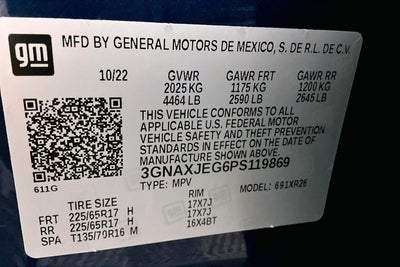 gm
MFD BY GENERAL MOTORS DE MEXICO, S. DE R.L. DE C.V.
10/22 GVWR GAWR FRT GAWR RR
2025 KG 1175 KG 1200 KG
4464 LB 2590 LB 2645 LB
THIS VEHICLE CONFORMS TO ALL
APPLICABLE U.S. FEDERAL MOTOR
VEHICLE SAFETY AND THEFT PREVENTION
STANDARDS IN EFFECT ON THE DATE OF
MANUFACTURE SHOWN ABOVE.
3GNAXJEG6PS119869
611G
TYPE: MPV MODEL: 691XR26
TIRE SIZE RIM
FRT 225/65R17 H 17X7J
RR 225/65R17 H 17X7J
SPA T135/70R16 M 16X4BT